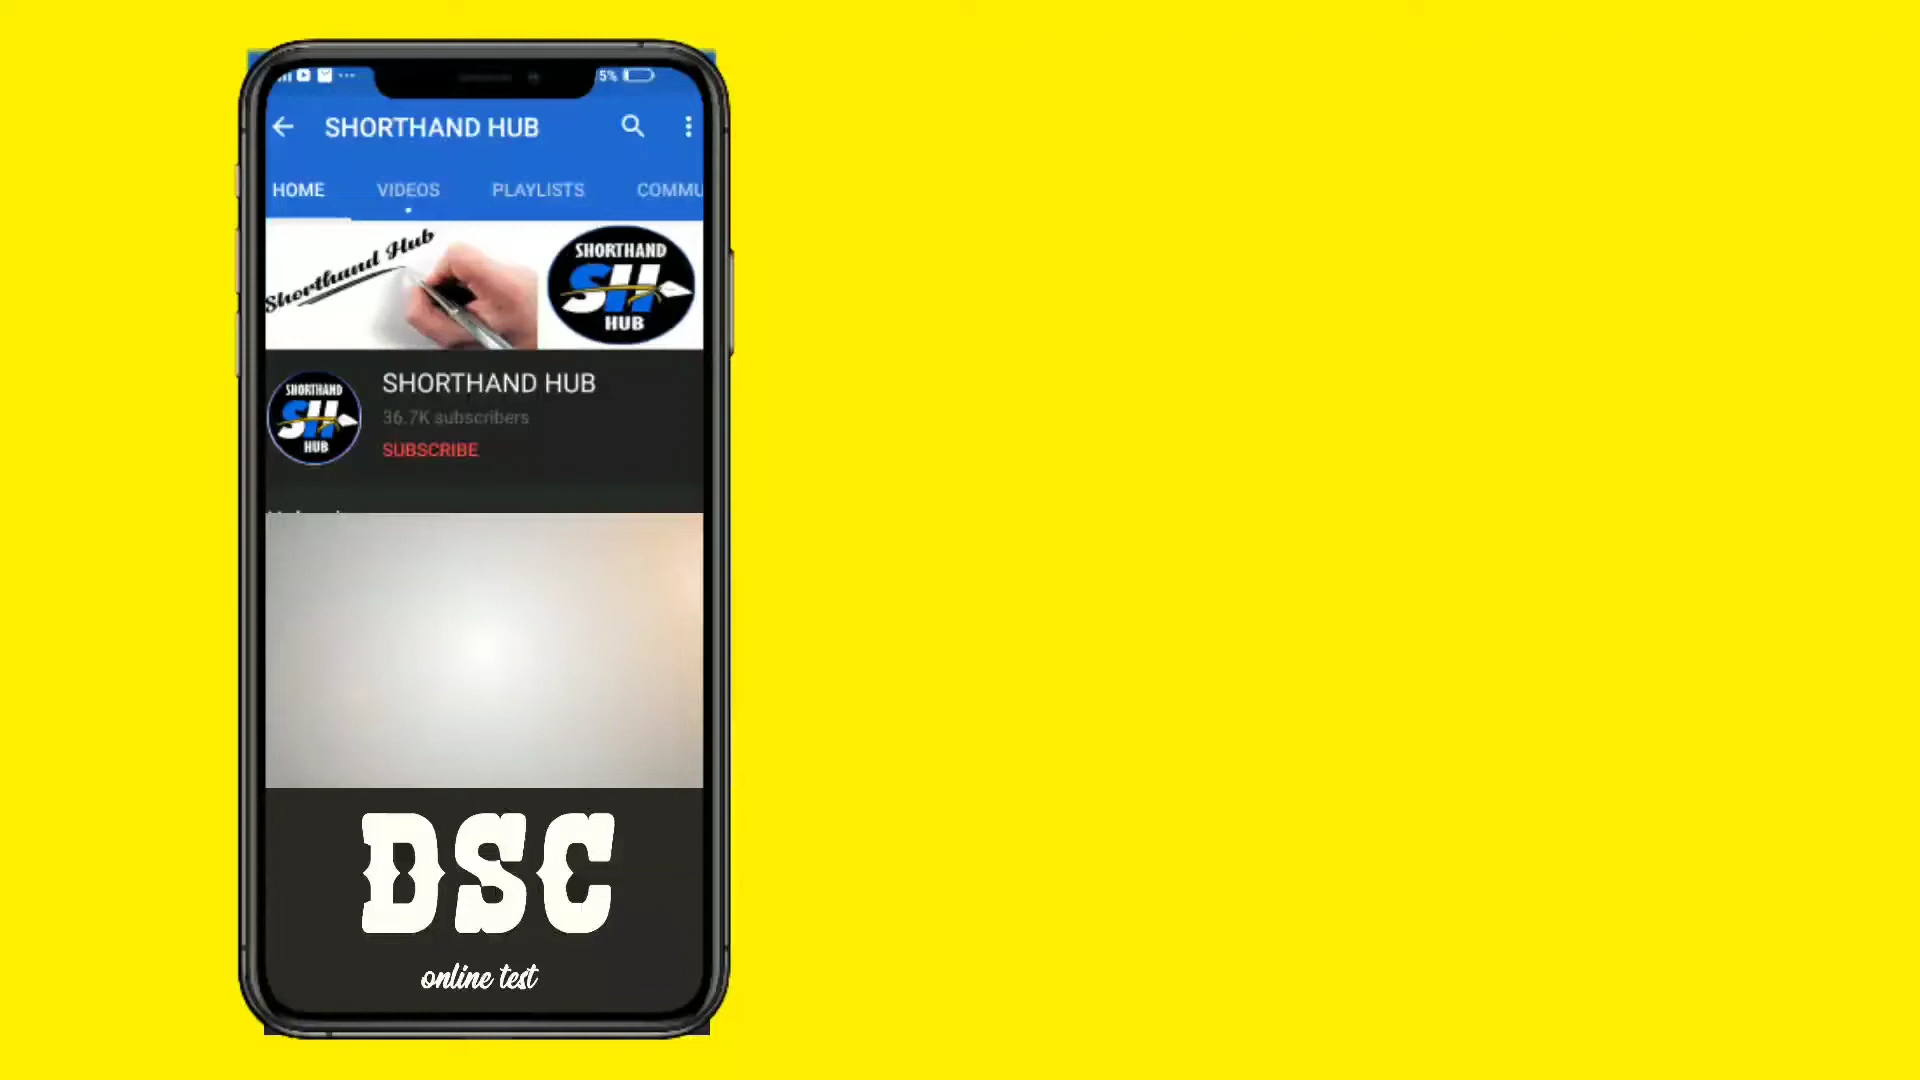 5%
SHORTHAND HUB
HOME VIDEOS PLAYLISTS COMMU
Shorthand Hub
SHORTHAND
SH
HUB
SHORTHAND HUB
36.7K subscribers
SUBSCRIBE
SHORTHAND
SH
HUB
DSC
online test